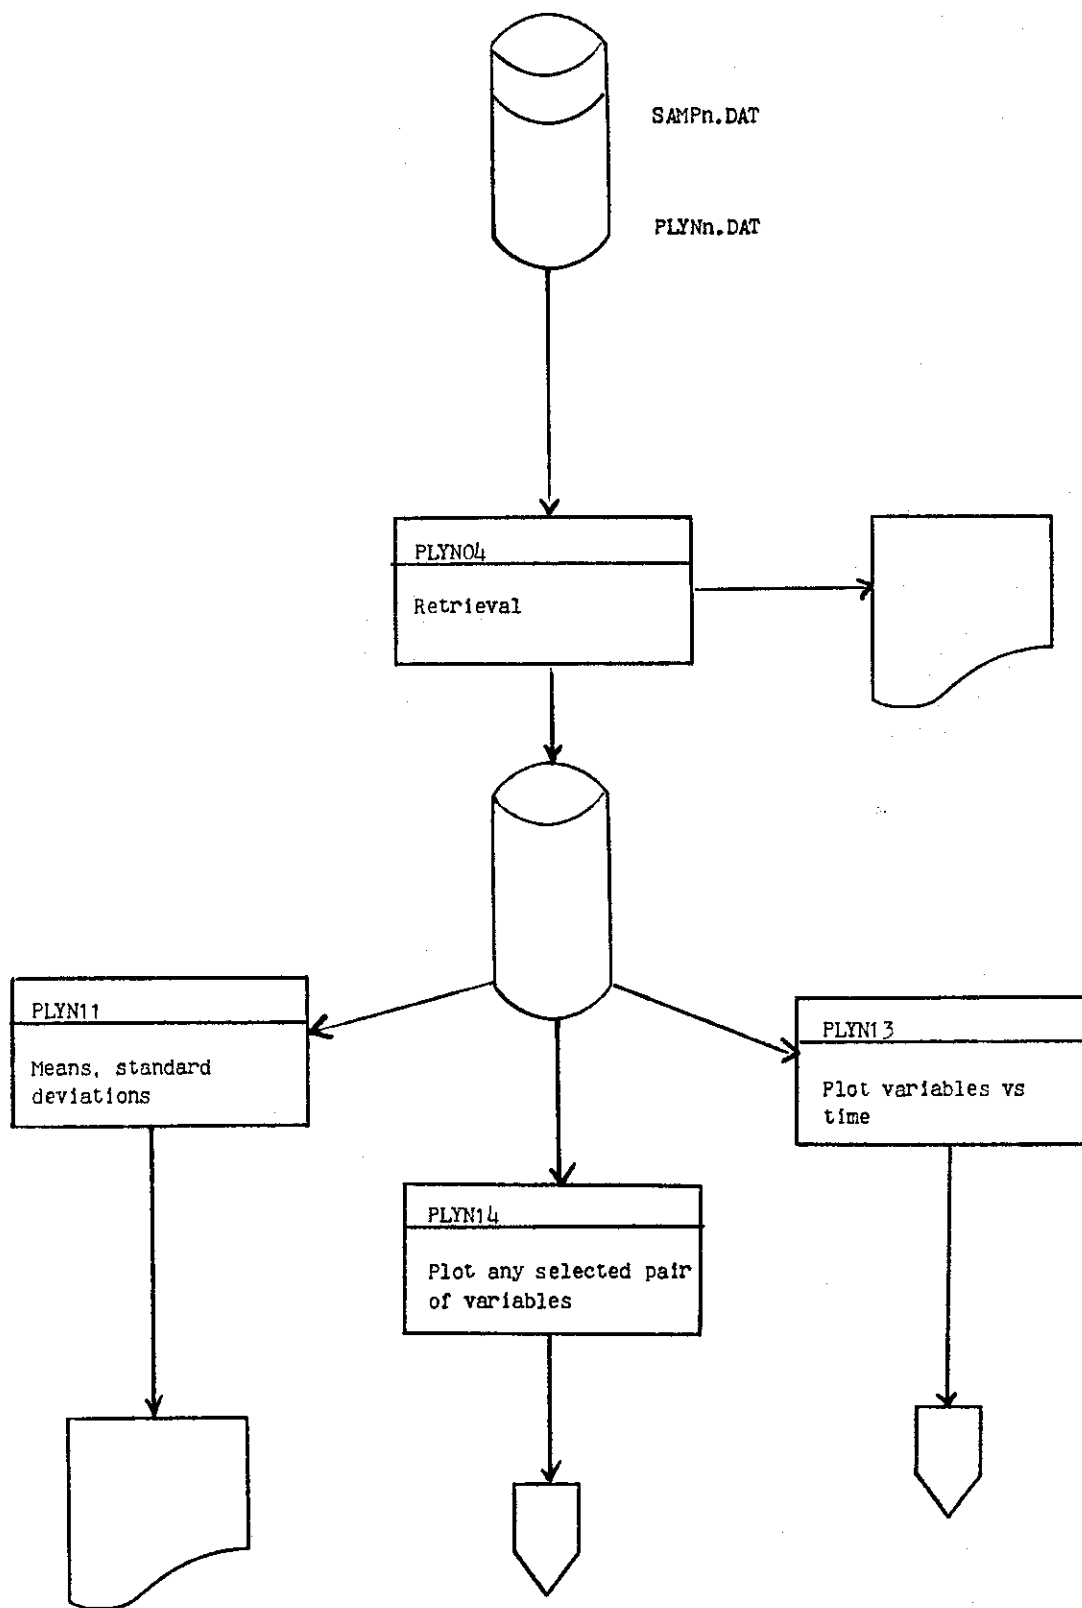 SAMPn.DAT
PLYNn.DAT
PLYN04
Retrieval
PLYN11
Means, standard
deviations
PLYN13
Plot variables vs
time
PLYN14
Plot any selected pair
of variables